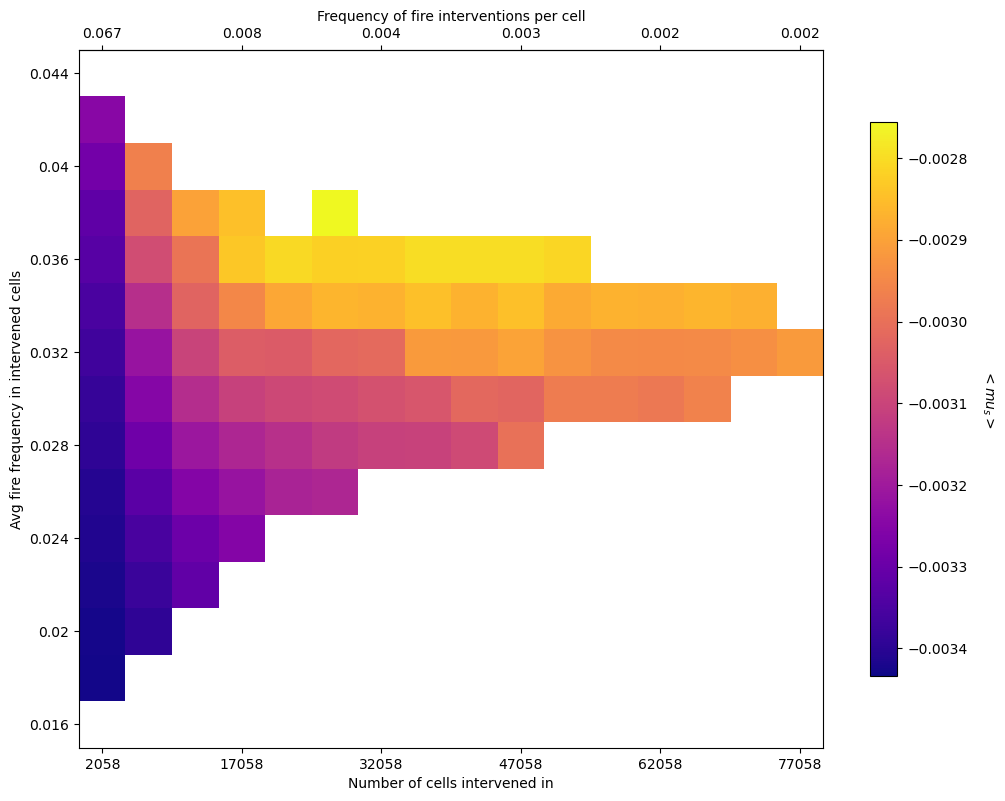 Frequency of fire interventions per cell
0.067 0.008 0.004 0.003 0.002 0.002
0.044
0.04
0.036
0.032
0.028
0.024
0.02
0.016
Avg fire frequency in intervened cells
2058 17058 32058 47058 62058 77058
Number of cells intervened in
−0.0028
−0.0029
−0.0030
−0.0031
−0.0032
−0.0033
−0.0034
< mu_s >